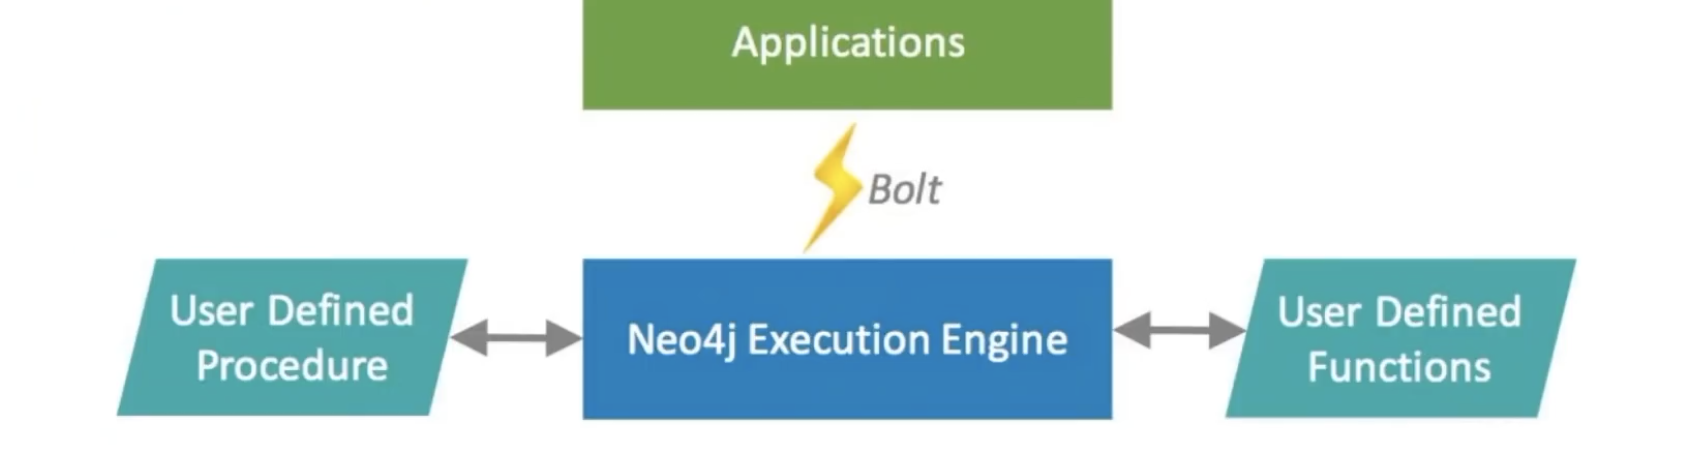 Applications
Bolt
User Defined
Procedure
Neo4j Execution Engine
User Defined
Functions